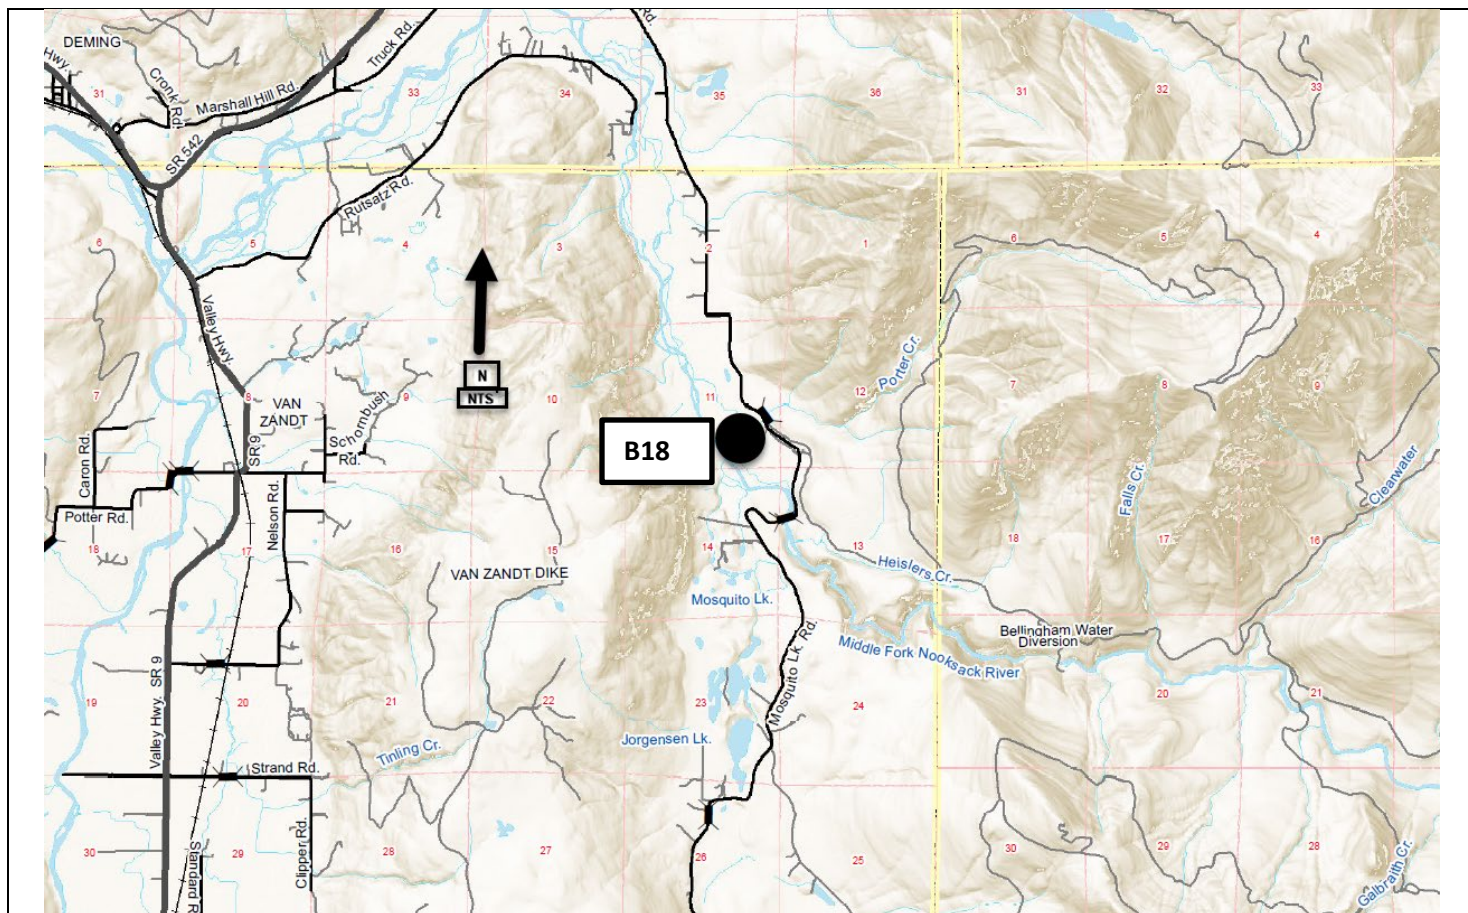 DEMING
Hwy.
Cronk Rd.
Marshall Hill Rd.
Truck Rd.
Rd.
31
33
34
35
36
31
32
33
SR 542
Rutsatz Rd.
6
5
4
3
2
1
6
5
4
Valley Hwy.
N
NTS
7
8
9
10
11
12
7
8
9
VAN
ZANDT
Schornbush
Rd.
SR 9
Porter Cr.
B18
Caron Rd.
Potter Rd.
Nelson Rd.
Falls Cr.
Clearwater
18
17
16
15
14
13
18
16
VAN ZANDT DIKE
Heislers Cr.
Mosquito Lk.
Bellingham Water
Diversion
Middle Fork Nooksack River
Mosquito Lk. Rd.
Valley Hwy. SR 9
19
20
21
22
23
24
20
21
Jorgensen Lk.
Tinling Cr.
Strand Rd.
Clipper Rd.
Standard R
30
29
28
27
26
25
30
29
28
Galbraith Cr.